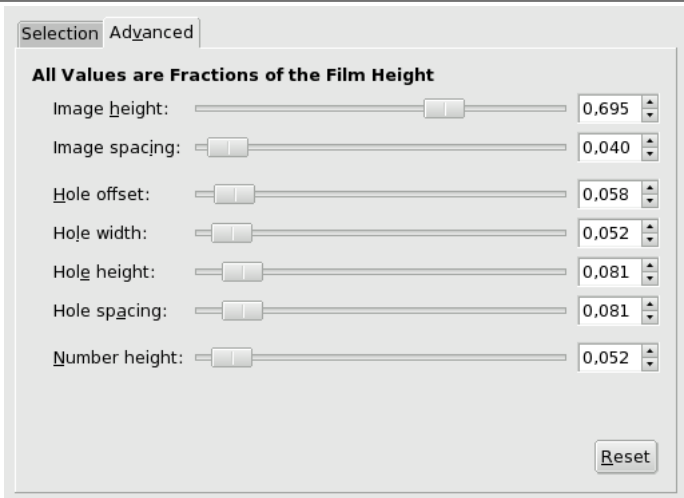 Selection Advanced
All Values are Fractions of the Film Height
Image height: 0,695
Image spacing: 0,040
Hole offset: 0,058
Hole width: 0,052
Hole height: 0,081
Hole spacing: 0,081
Number height: 0,052
Reset